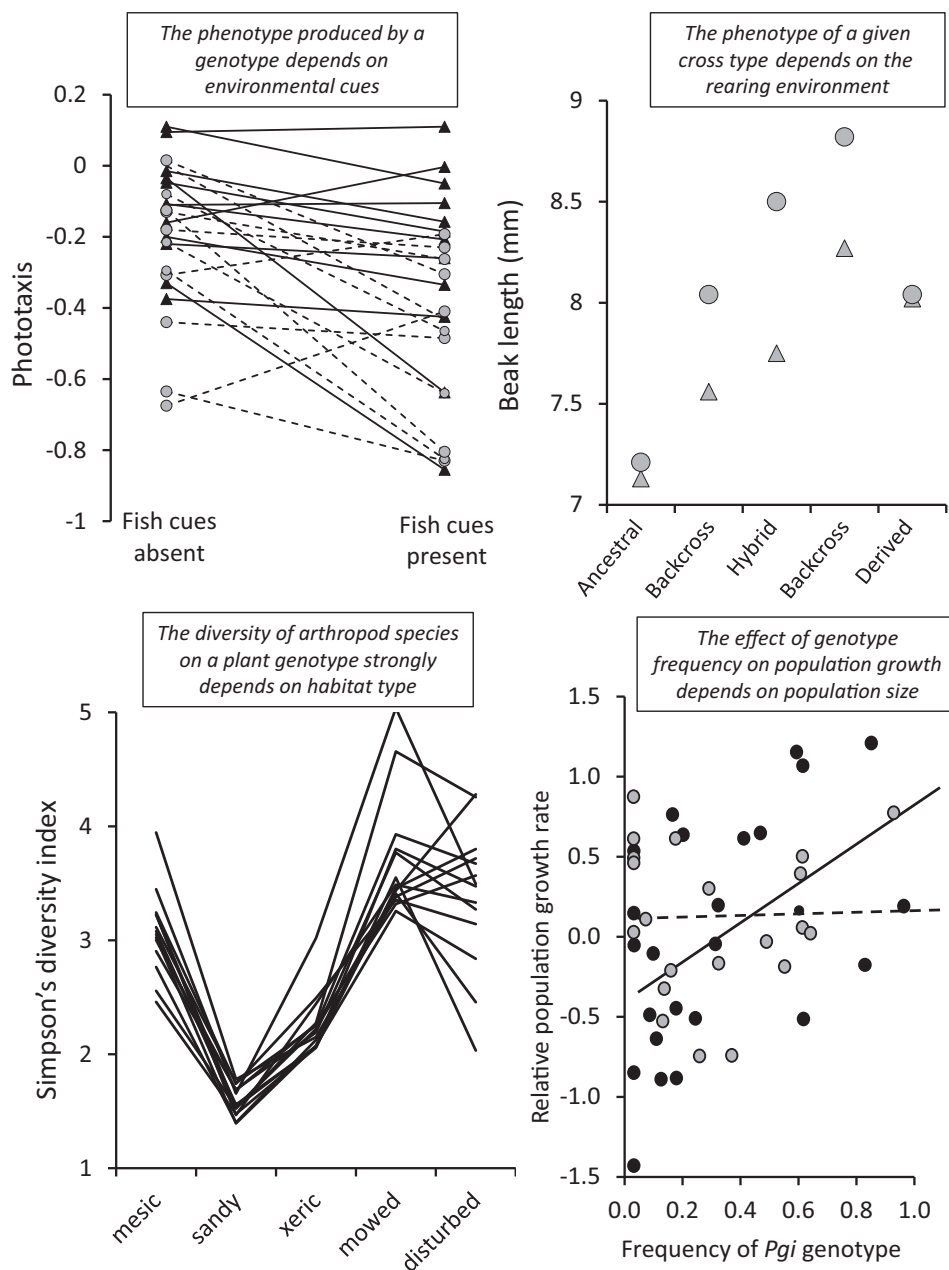 The phenotype produced by a
genotype depends on
environmental cues
0.2
0
-0.2
-0.4
-0.6
-0.8
-1
Phototaxis
Fish cues
absent
Fish cues
present
The phenotype of a given
cross type depends on the
rearing environment
9
8.5
8
7.5
7
Beak length (mm)
Ancestral
Backcross
Hybrid
Backcross
Derived
The diversity of arthropod species
on a plant genotype strongly
depends on habitat type
5
4
3
2
1
Simpson's diversity index
mesic
sandy
xeric
mowed
disturbed
The effect of genotype
frequency on population growth
depends on population size
1.5
1.0
0.5
0.0
-0.5
-1.0
-1.5
Relative population growth rate
0.0 0.2 0.4 0.6 0.8 1.0
Frequency of Pgi genotype